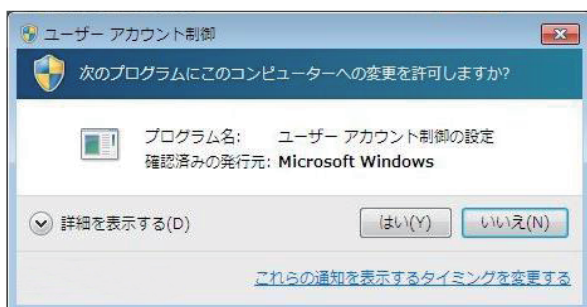 ユーザー アカウント制御
次のプログラムにこのコンピューターへの変更を許可しますか?
プログラム名: ユーザー アカウント制御の設定
確認済みの発行元: Microsoft Windows
詳細を表示する(D)
はい(Y)
いいえ(N)
これらの通知を表示するタイミングを変更する